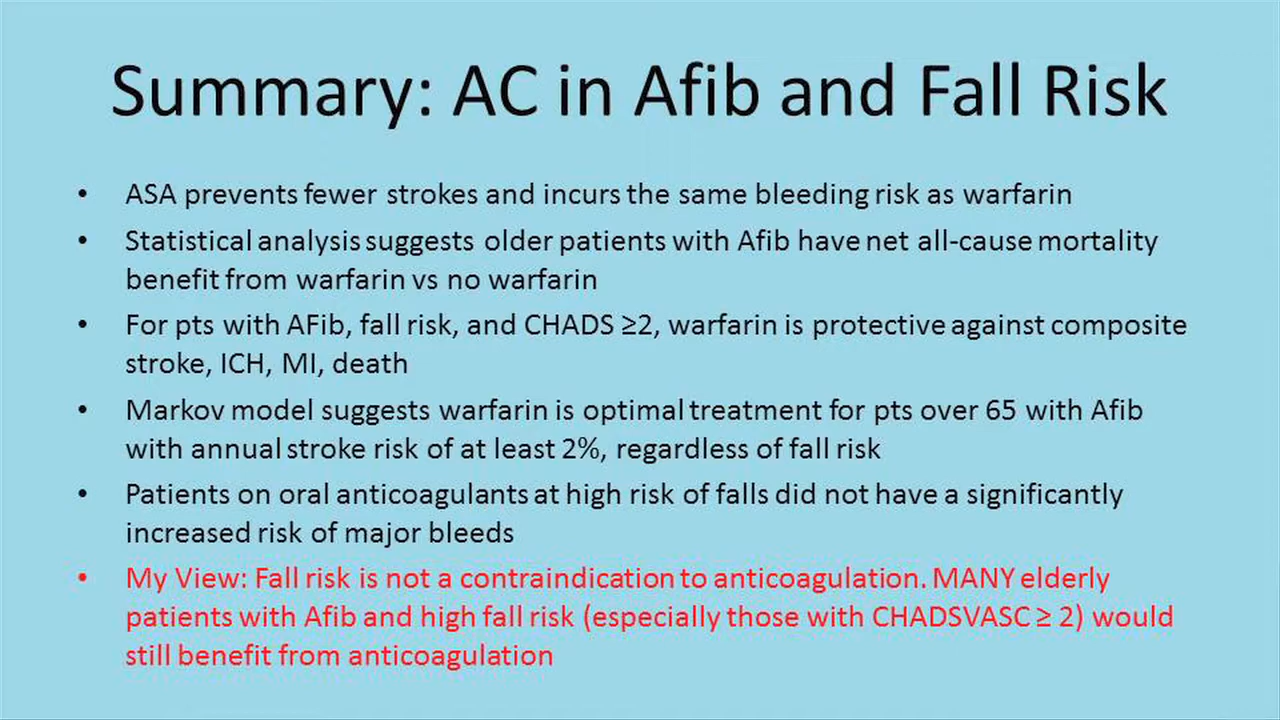 Summary: AC in Afib and Fall Risk
• ASA prevents fewer strokes and incurs the same bleeding risk as warfarin
• Statistical analysis suggests older patients with Afib have net all-cause mortality
benefit from warfarin vs no warfarin
• For pts with AFib, fall risk, and CHADS ≥2, warfarin is protective against composite
stroke, ICH, MI, death
• Markov model suggests warfarin is optimal treatment for pts over 65 with Afib
with annual stroke risk of at least 2%, regardless of fall risk
• Patients on oral anticoagulants at high risk of falls did not have a significantly
increased risk of major bleeds
• My View: Fall risk is not a contraindication to anticoagulation. MANY elderly
patients with Afib and high fall risk (especially those with CHADSVASC ≥ 2) would
still benefit from anticoagulation